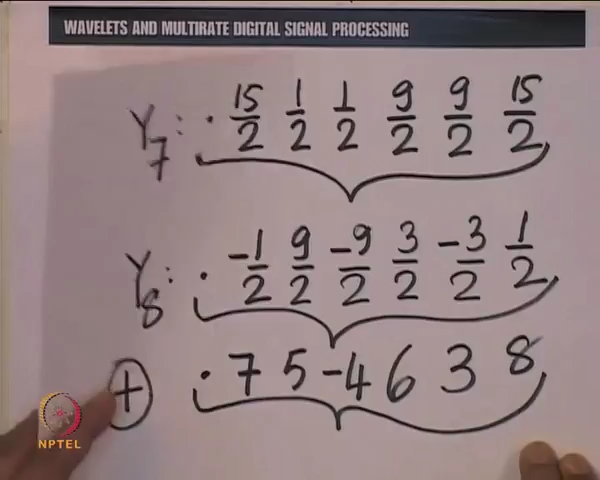 WAVELETS AND MULTIRATE DIGITAL SIGNAL PROCESSING
Y7: · 15/2 1/2 1/2 9/2 9/2 15/2
Y8: · -1/2 9/2 -9/2 3/2 -3/2 1/2
+ · 7 5 -4 6 3 8
NPTEL